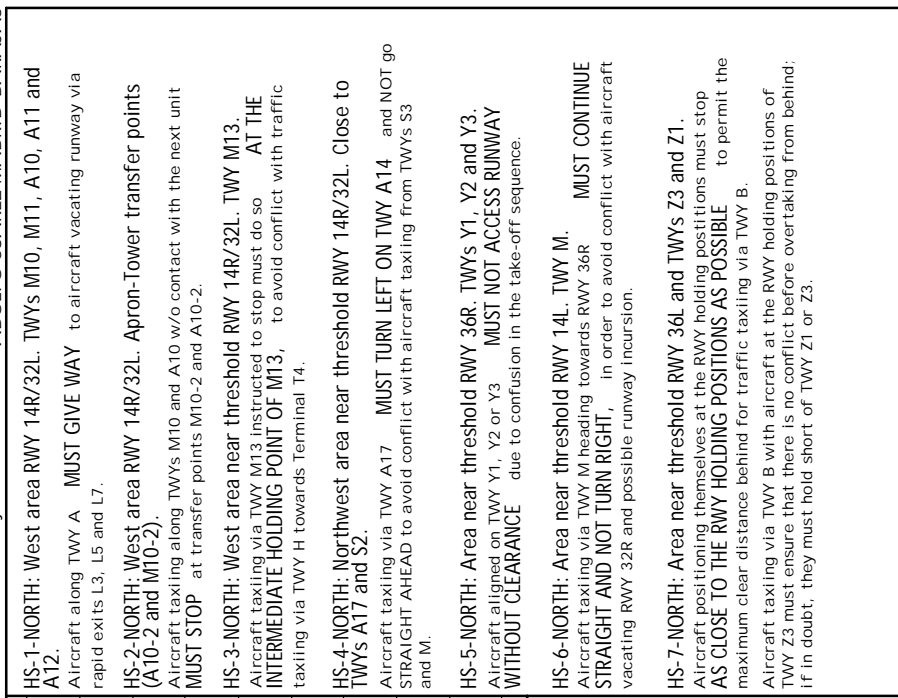 HS-1-NORTH: West area RWY 14R/32L. TWYs M10, M11, A10, A11 and
A12.
Aircraft along TWY A MUST GIVE WAY to aircraft vacating runway via
rapid exits L3, L5 and L7.
HS-2-NORTH: West area RWY 14R/32L. Apron-Tower transfer points
(A10-2 and M10-2).
Aircraft taxiing along TWYs M10 and A10 w/o contact with the next unit
MUST STOP at transfer points M10-2 and A10-2.
HS-3-NORTH: West area near threshold RWY 14R/32L. TWY M13.
Aircraft taxiing via TWY M13 instructed to stop must do so AT THE
INTERMEDIATE HOLDING POINT OF M13, to avoid conflict with traffic
taxiing via TWY H towards Terminal T4.
HS-4-NORTH: Northwest area near threshold RWY 14R/32L. Close to
TWYs A17 and S2.
Aircraft taxiing via TWY A17 MUST TURN LEFT ON TWY A14 and NOT go
STRAIGHT AHEAD to avoid conflict with aircraft taxiing from TWYs S3
and M.
HS-5-NORTH: Area near threshold RWY 36R. TWYs Y1, Y2 and Y3.
Aircraft aligned on TWY Y1, Y2 or Y3 MUST NOT ACCESS RUNWAY
WITHOUT CLEARANCE due to confusion in the take-off sequence.
HS-6-NORTH: Area near threshold RWY 14L. TWY M.
Aircraft taxiing via TWY M heading towards RWY 36R MUST CONTINUE
STRAIGHT AND NOT TURN RIGHT, in order to avoid conflict with aircraft
vacating RWY 32R and possible runway incursion.
HS-7-NORTH: Area near threshold RWY 36L and TWYs Z3 and Z1.
Aircraft positioning themselves at the RWY holding postitions must stop
AS CLOSE TO THE RWY HOLDING POSITIONS AS POSSIBLE to permit the
maximum clear distance behind for traffic taxiing via TWY B.
Aircraft taxiing via TWY B with aircraft at the RWY holding positions of
TWY Z3 must ensure that there is no conflict before overtaking from behind;
if in doubt, they must hold short of TWY Z1 or Z3.